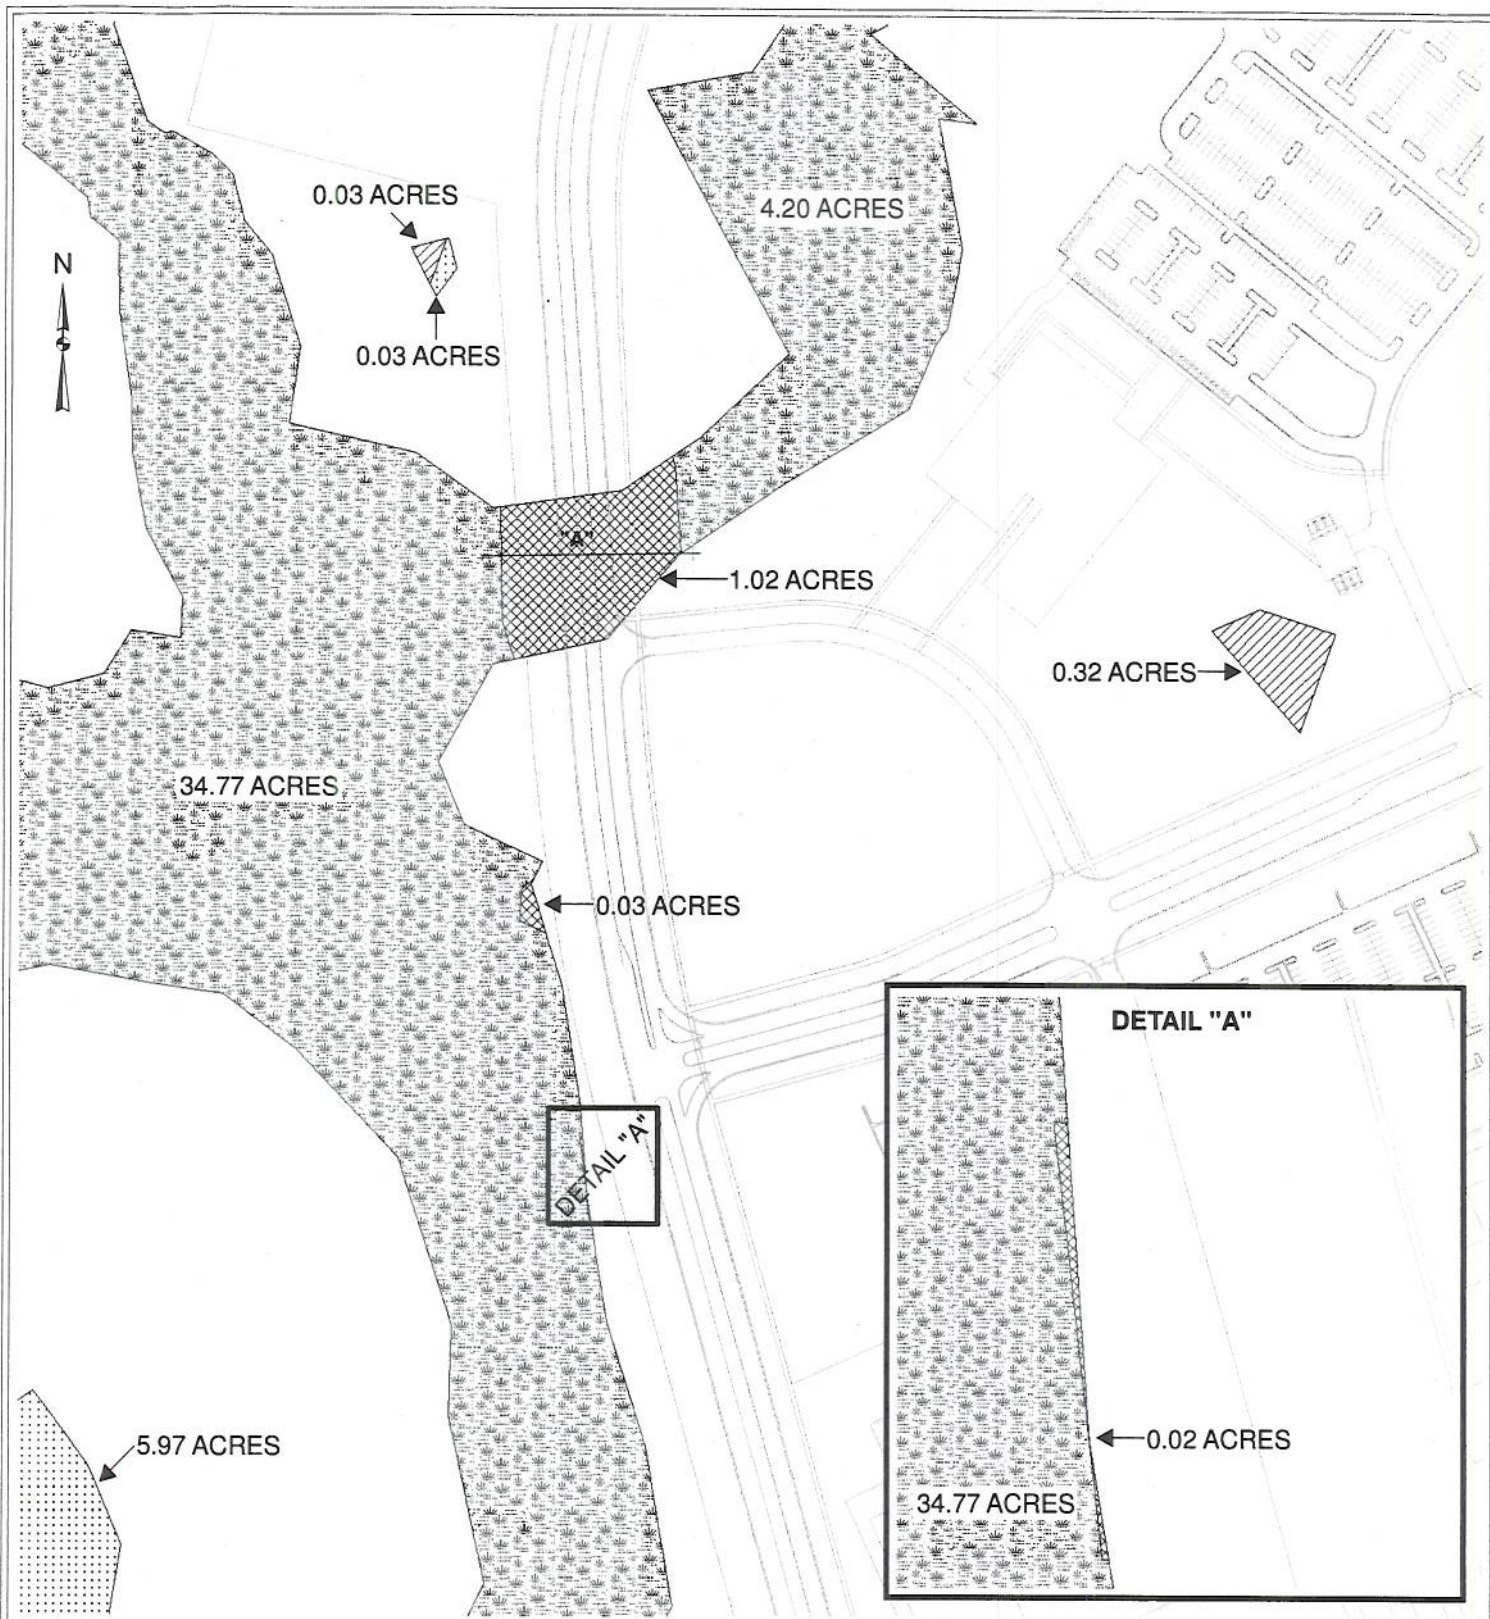 0.03 ACRES
4.20 ACRES
N
0.03 ACRES
"A"
1.02 ACRES
0.32 ACRES
34.77 ACRES
0.03 ACRES
DETAIL "A"
DETAIL "A"
5.97 ACRES
0.02 ACRES
34.77 ACRES